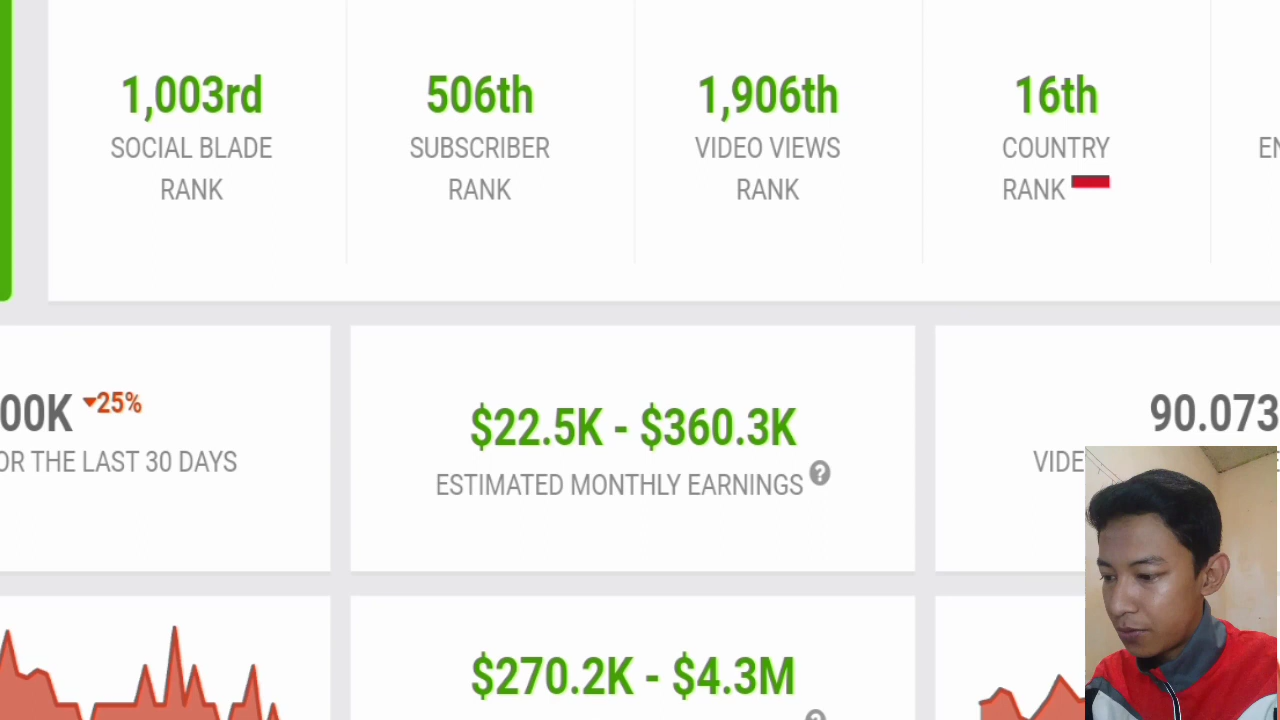 1,003rd
SOCIAL BLADE
RANK
506th
SUBSCRIBER
RANK
1,906th
VIDEO VIEWS
RANK
16th
COUNTRY
RANK
EN
00K 25%
OR THE LAST 30 DAYS
$22.5K - $360.3K
ESTIMATED MONTHLY EARNINGS ?
90.073
VIDE
$270.2K - $4.3M
?